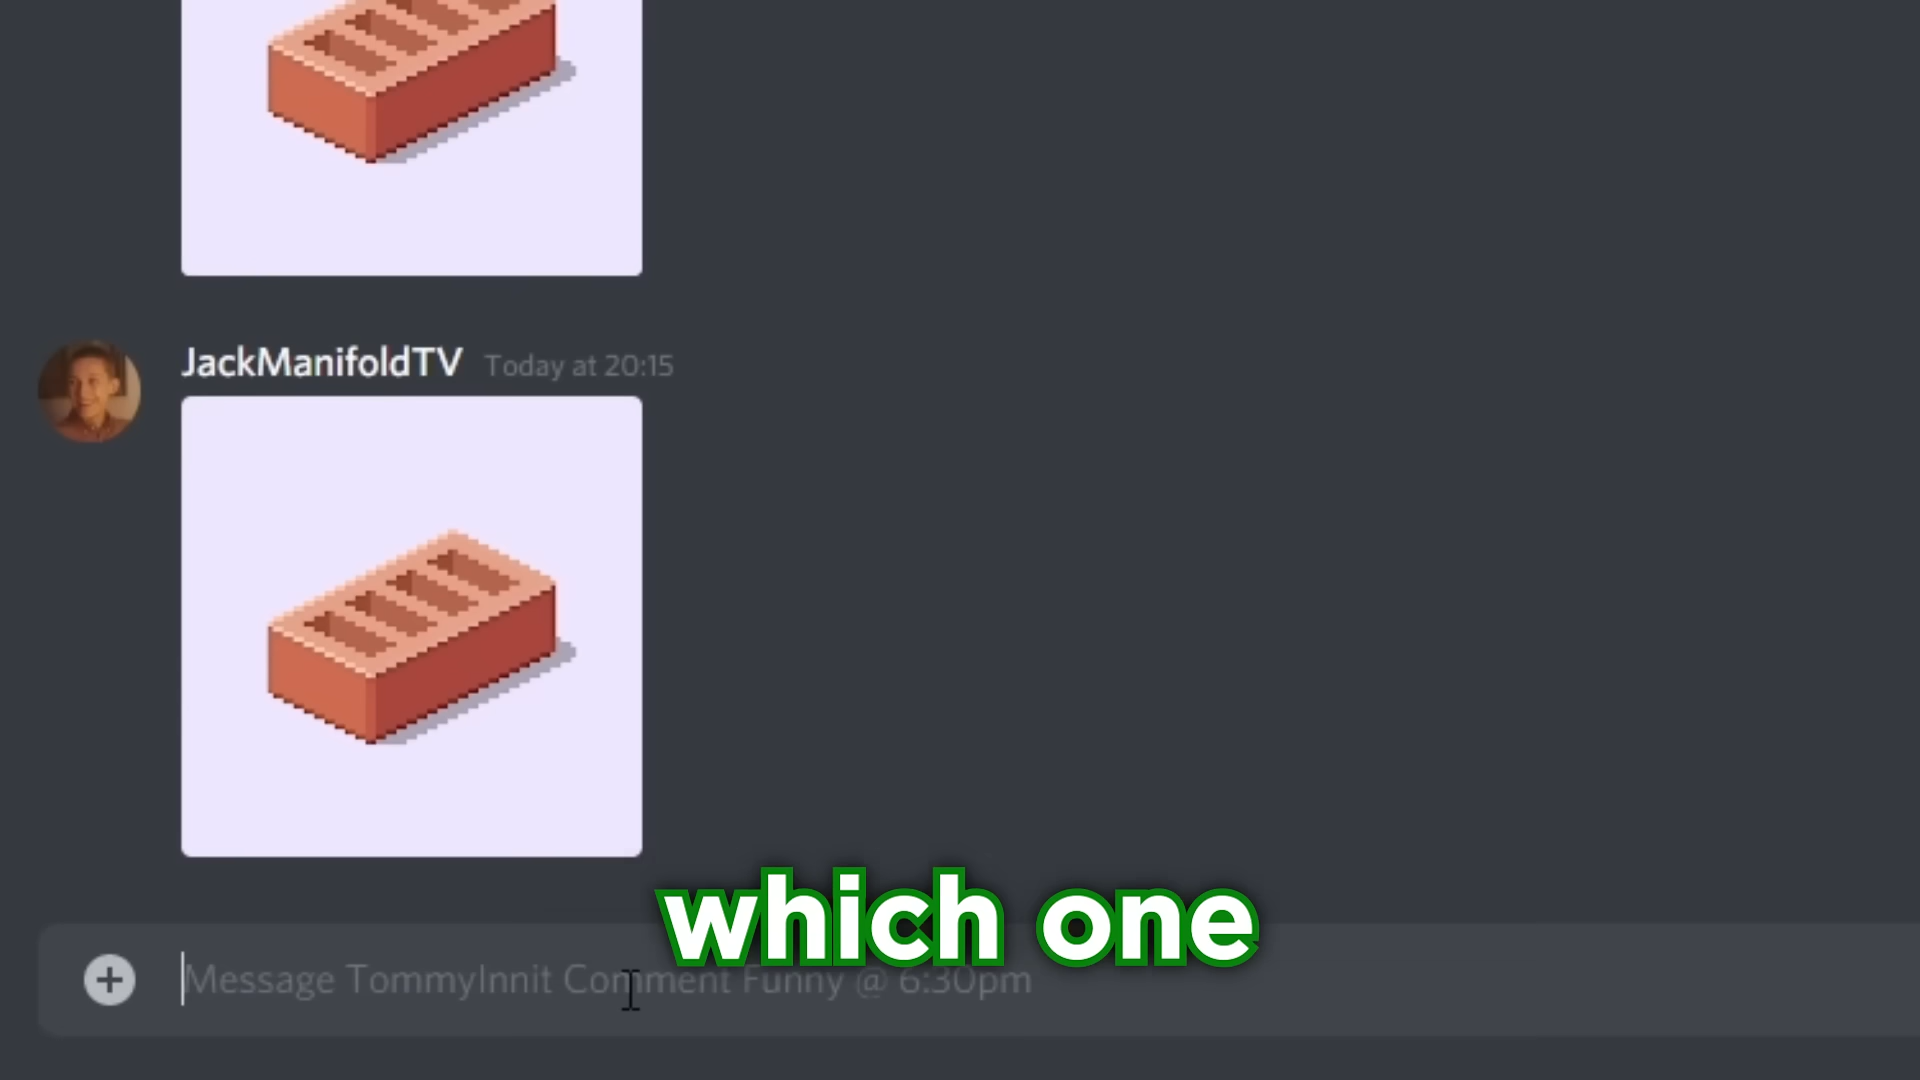 JackManifoldTV Today at 20:15
which one
Message TommyInnit Comment Funny @ 6:30pm